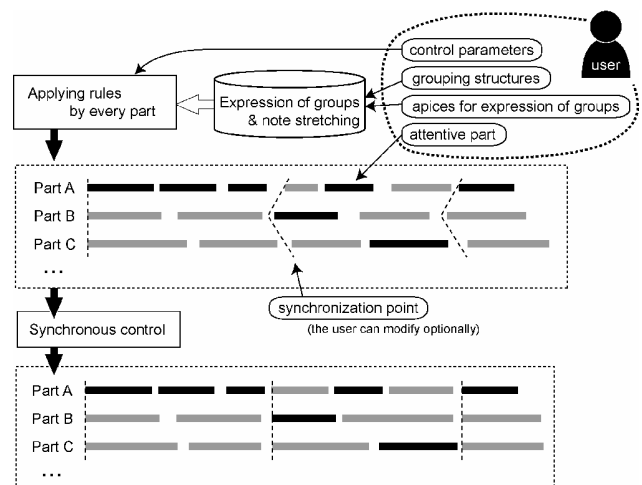 control parameters
user
grouping structures
Applying rules
by every part
Expression of groups
& note stretching
apices for expression of groups
attentive part
Part A
Part B
Part C
...
synchronization point
(the user can modify optionally)
Synchronous control
Part A
Part B
Part C
...